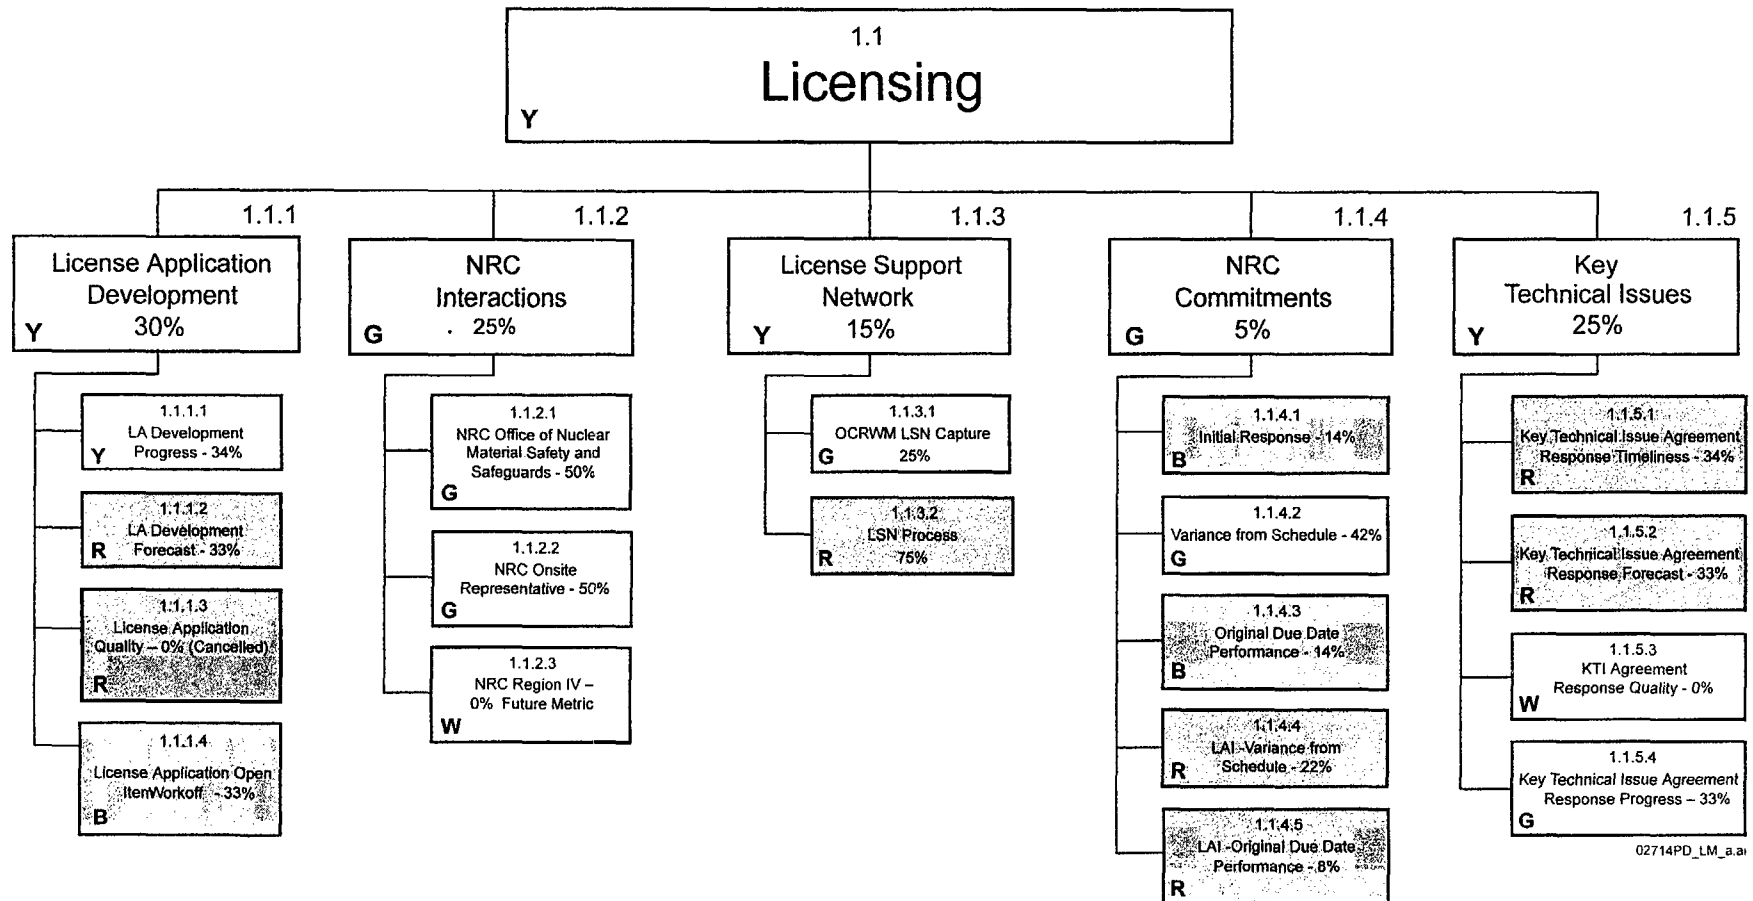 1.1
Licensing
Y
1.1.1
License Application
Development
30%
Y
1.1.1.1
LA Development
Progress - 34%
Y
1.1.1.2
LA Development
Forecast - 33%
R
1.1.1.3
License Application
Quality – 0% (Cancelled)
R
1.1.1.4
License Application Open
ItemWorkoff - 33%
B
1.1.2
NRC
Interactions
25%
G
1.1.2.1
NRC Office of Nuclear
Material Safety and
Safeguards - 50%
G
1.1.2.2
NRC Onsite
Representative - 50%
G
1.1.2.3
NRC Region IV –
0% Future Metric
W
1.1.3
License Support
Network
15%
Y
1.1.3.1
OCRWM LSN Capture
25%
G
1.1.3.2
LSN Process
75%
R
1.1.4
NRC
Commitments
5%
G
1.1.4.1
Initial Response - 14%
B
1.1.4.2
Variance from Schedule - 42%
G
1.1.4.3
Original Due Date
Performance - 14%
B
1.1.4.4
LAI -Variance from
Schedule - 22%
R
1.1.4.5
LAI -Original Due Date
Performance - 8%
R
1.1.5
Key
Technical Issues
25%
Y
1.1.5.1
Key Technical Issue Agreement
Response Timeliness - 34%
R
1.1.5.2
Key Technical Issue Agreement
Response Forecast - 33%
R
1.1.5.3
KTI Agreement
Response Quality - 0%
W
1.1.5.4
Key Technical Issue Agreement
Response Progress – 33%
G
02714PD_LM_a.ai